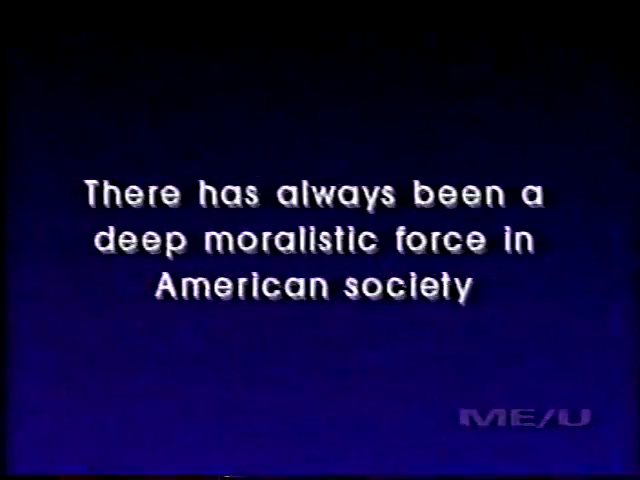 There has always been a
deep moralistic force in
American society
ME/U